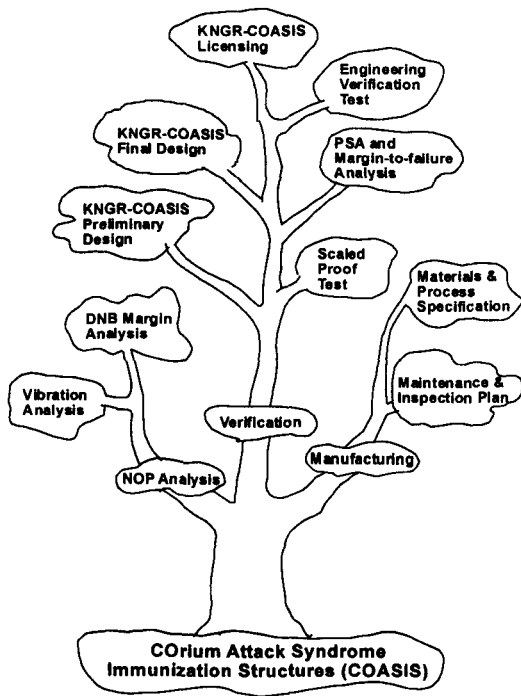 KNGR-COASIS
Licensing
Engineering
Verification
Test
KNGR-COASIS
Final Design
PSA and
Margin-to-failure
Analysis
KNGR-COASIS
Preliminary
Design
Scaled
Proof
Test
Materials &
Process
Specification
DNB Margin
Analysis
Vibration
Analysis
Maintenance &
Inspection Plan
Verification
Manufacturing
NOP Analysis
COrium Attack Syndrome
Immunization Structures (COASIS)